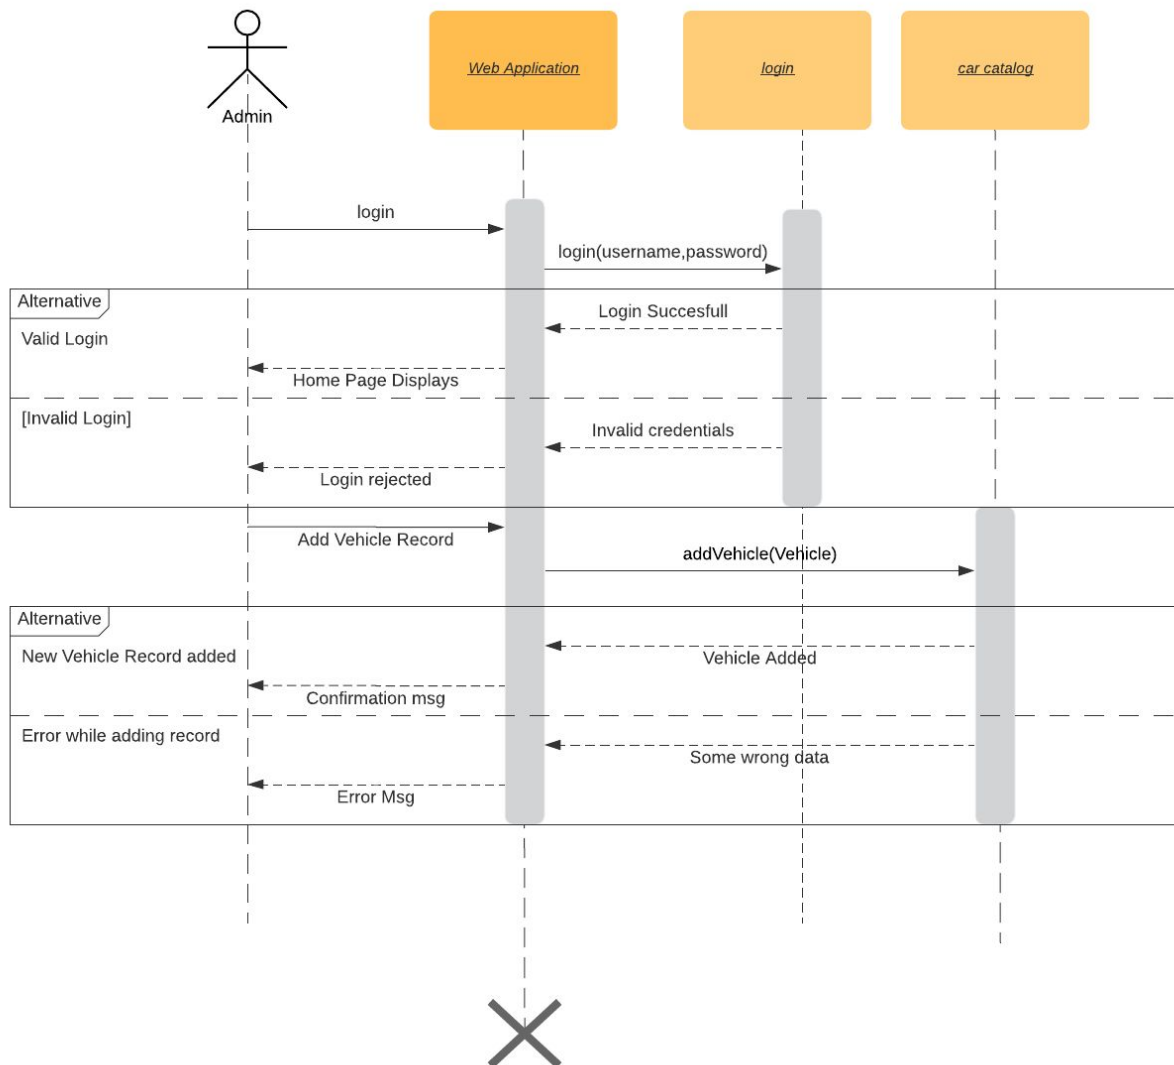 Admin
Web Application
login
car catalog
login
login(username,password)
Alternative
Login Succesfull
Valid Login
Home Page Displays
[Invalid Login]
Invalid credentials
Login rejected
Add Vehicle Record
addVehicle(Vehicle)
Alternative
New Vehicle Record added
Vehicle Added
Confirmation msg
Error while adding record
Some wrong data
Error Msg